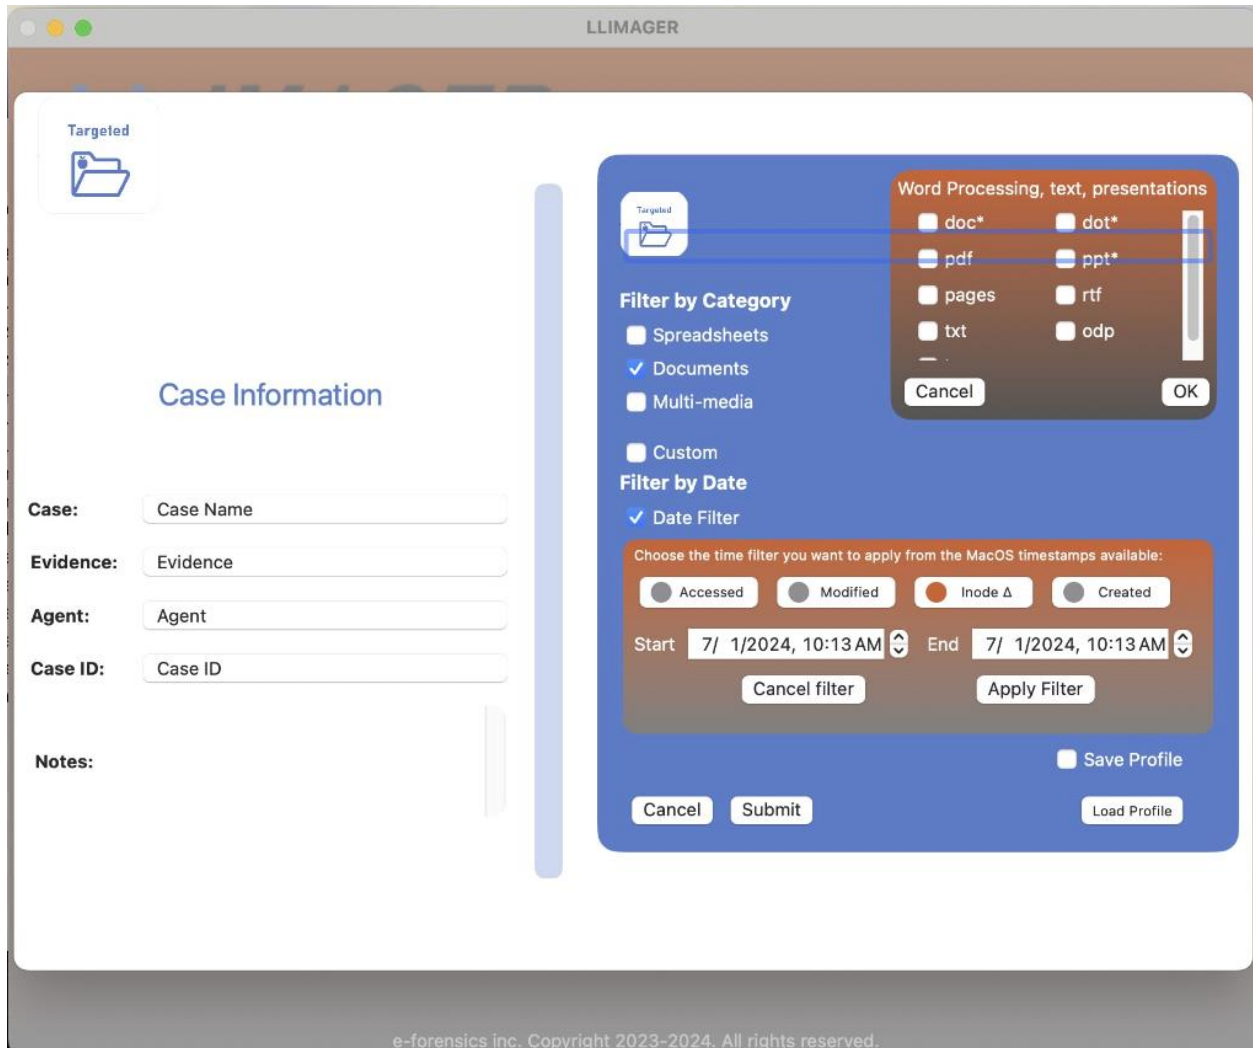 LLIMAGER
Targeted
Case Information
Case: Case Name
Evidence: Evidence
Agent: Agent
Case ID: Case ID
Notes:
Targeted
Word Processing, text, presentations
doc* dot*
pdf ppt*
pages rtf
txt odp
Cancel OK
Filter by Category
Spreadsheets
Documents
Multi-media
Custom
Filter by Date
Date Filter
Choose the time filter you want to apply from the MacOS timestamps available:
Accessed Modified Inode Δ Created
Start 7/ 1/2024, 10:13 AM End 7/ 1/2024, 10:13 AM
Cancel filter Apply Filter
Save Profile
Cancel Submit Load Profile
e-forensics inc. Copyright 2023-2024. All rights reserved.